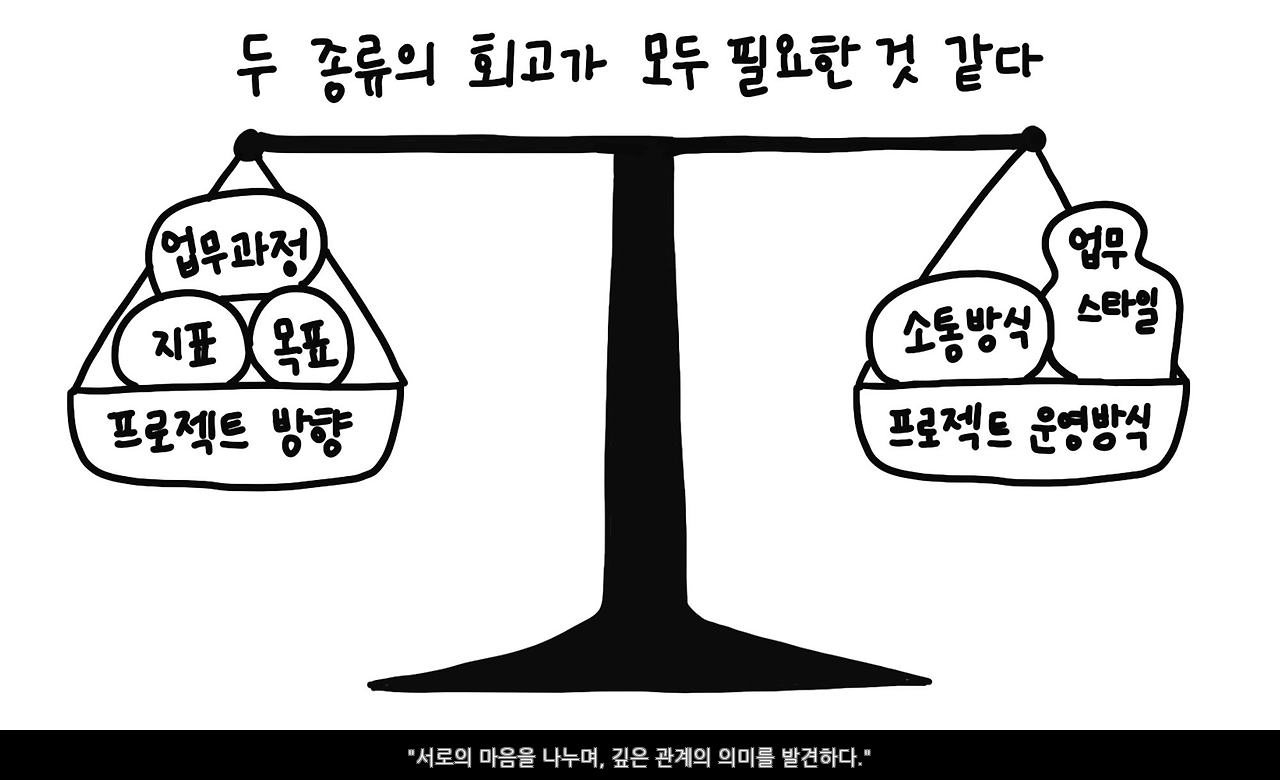 두 종류의 회고가 모두 필요한 것 같다
업무과정
지표
목표
프로젝트 방향
업무
스타일
소통방식
프로젝트 운영방식
"서로의 마음을 나누며, 깊은 관계의 의미를 발견하다."